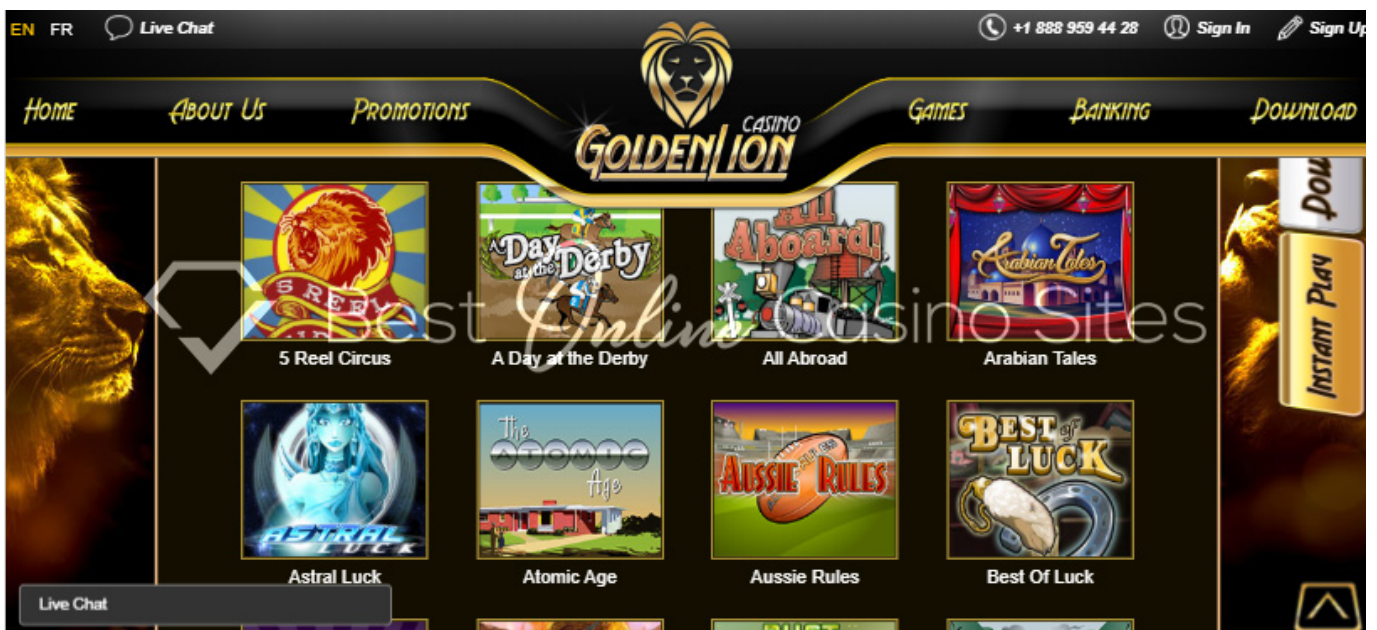 EN FR Live Chat +1 888 959 44 28 Sign In Sign Up
Home About Us Promotions Games Banking Download
CASINO
GOLDENLION
5 REEL
A Day at the Derby
All Aboard!
Arabian Tales
Best Online Casino Sites
5 Reel Circus A Day at the Derby All Abroad Arabian Tales
INSTANT PLAY
ASTRAL LUCK
The ATOMIC Age
AUSSIE RULES
BEST of LUCK
Astral Luck Atomic Age Aussie Rules Best Of Luck
Live Chat